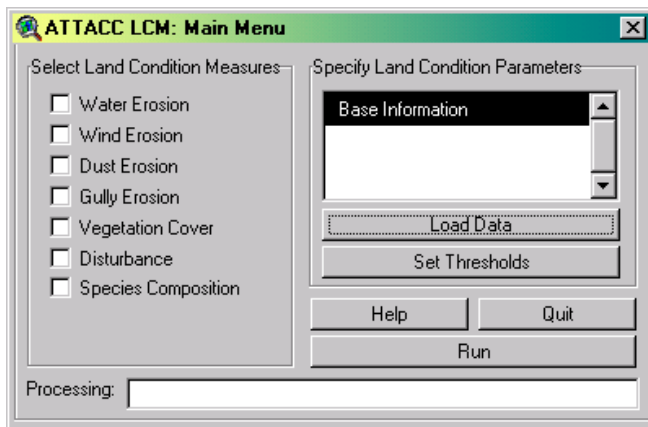 ATTACC LCM: Main Menu
Select Land Condition Measures
Water Erosion
Wind Erosion
Dust Erosion
Gully Erosion
Vegetation Cover
Disturbance
Species Composition
Specify Land Condition Parameters
Base Information
Load Data
Set Thresholds
Help
Quit
Run
Processing: